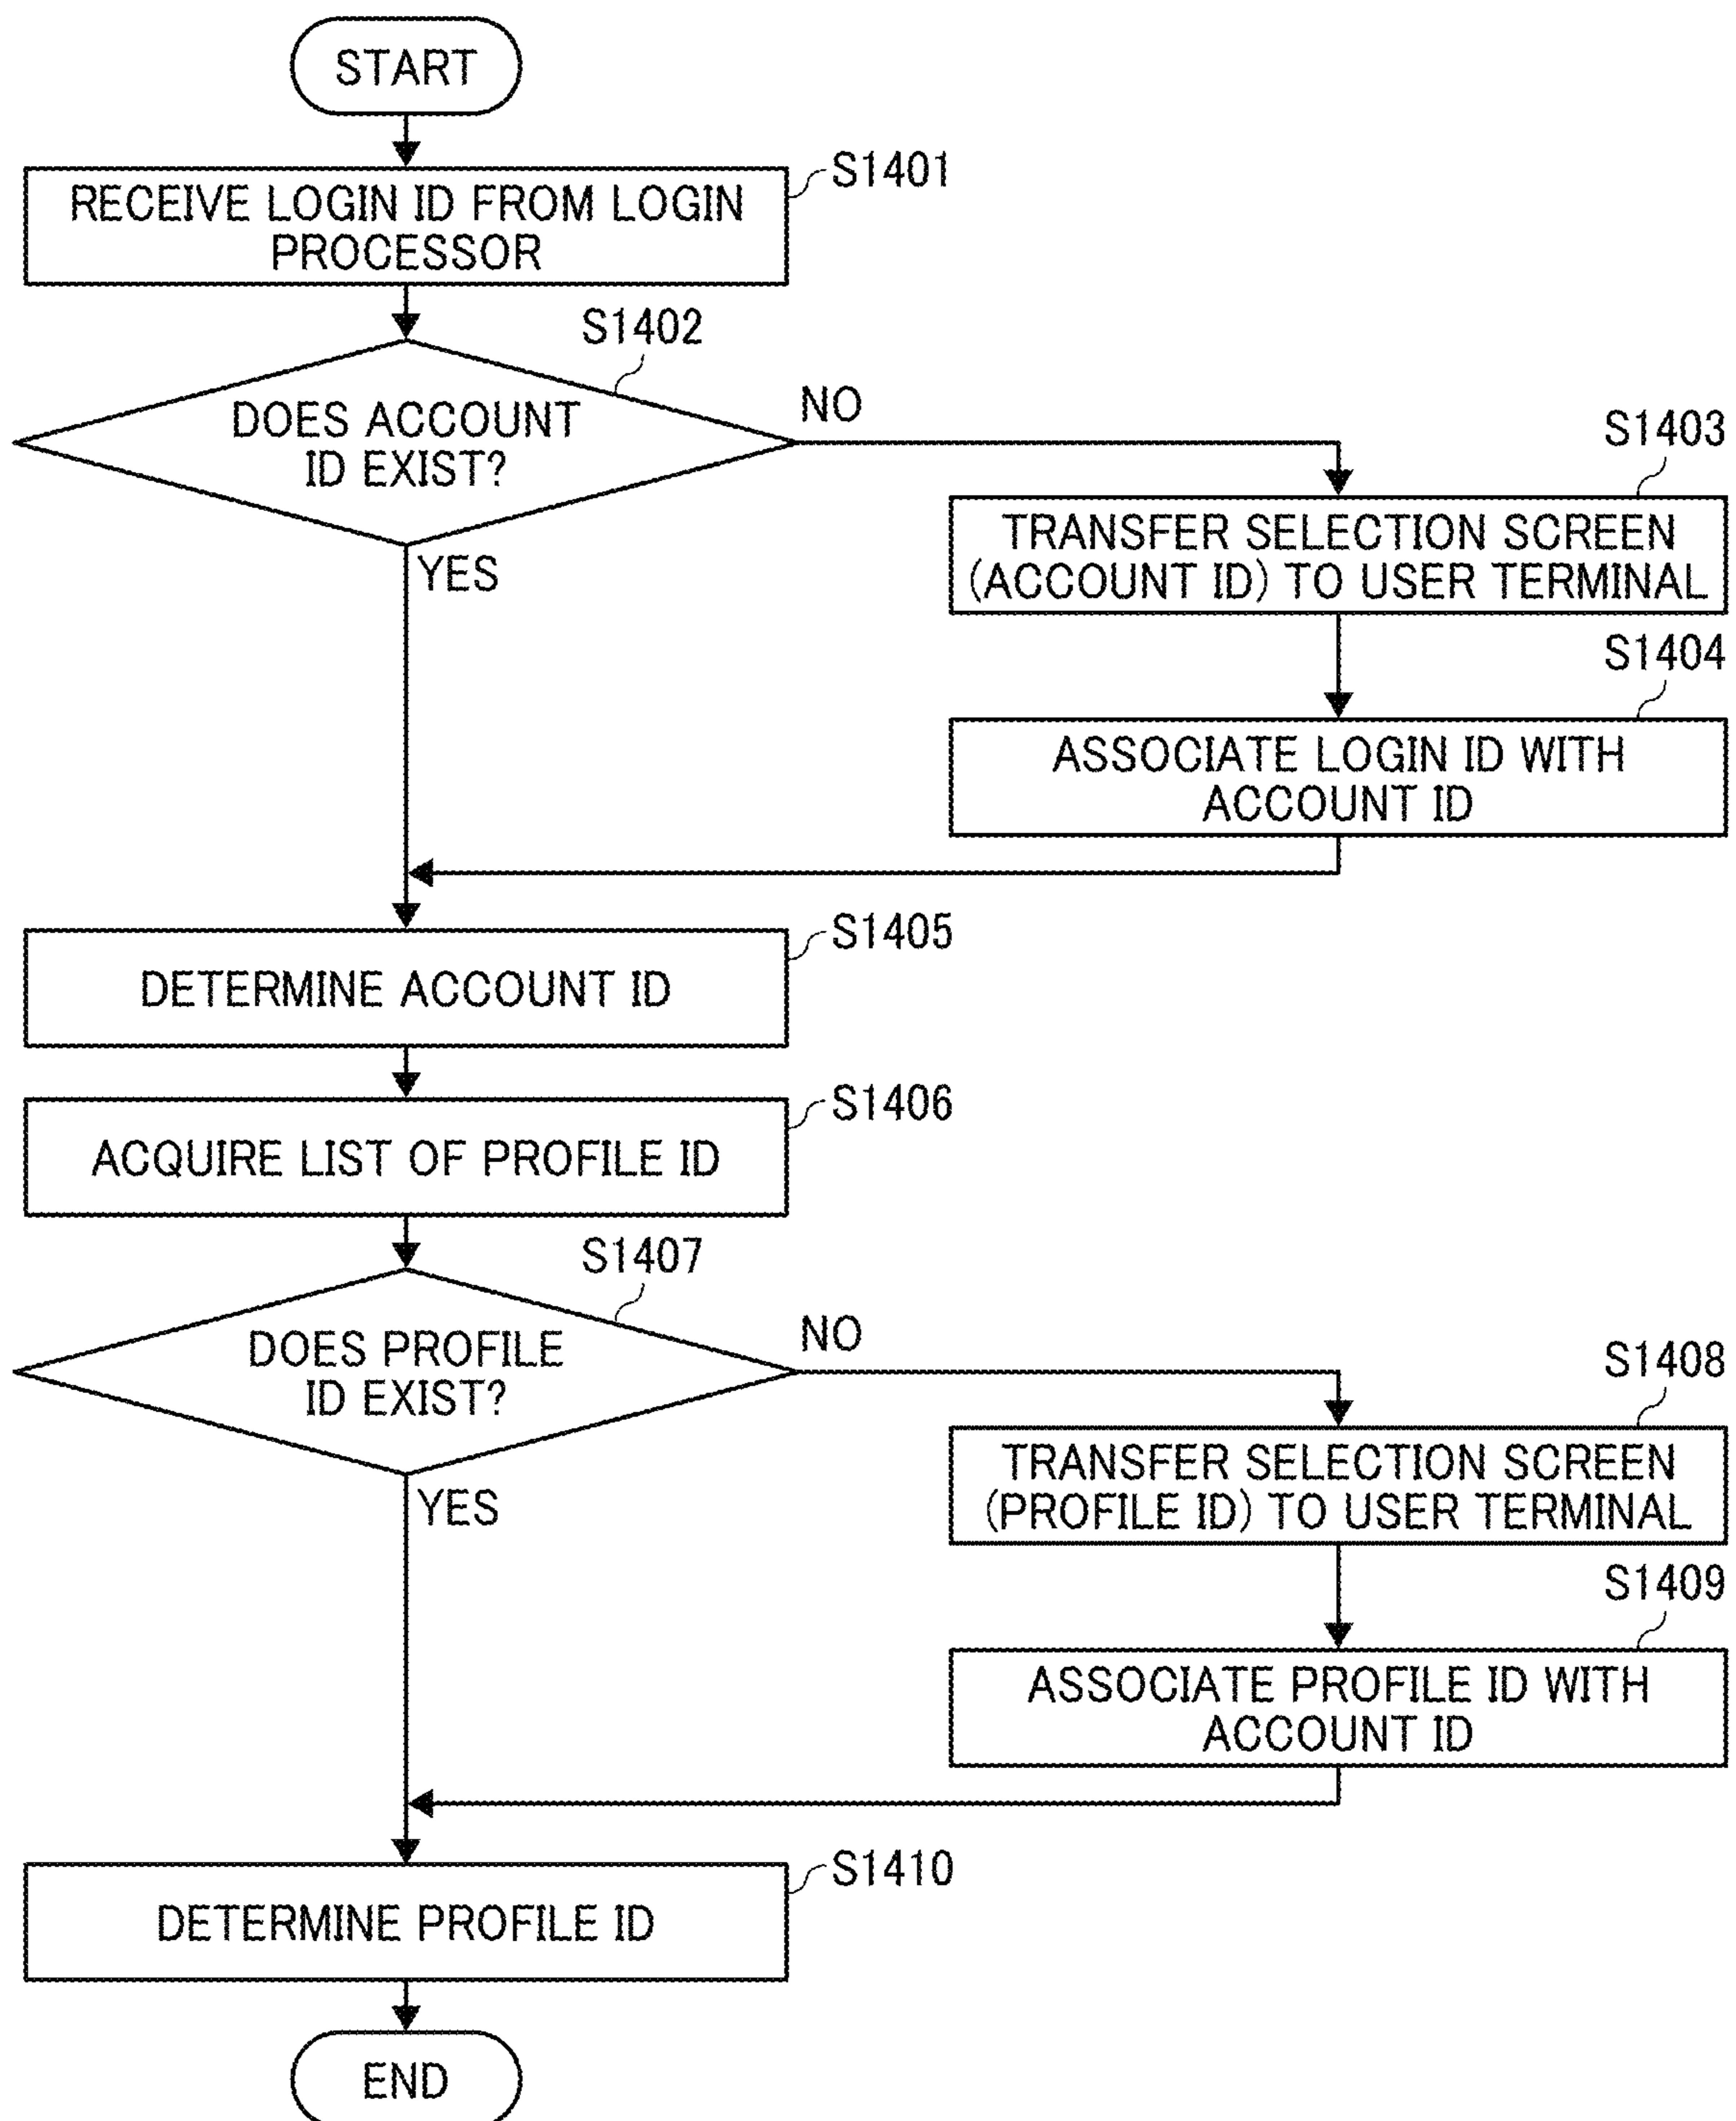 START
S1401
RECEIVE LOGIN ID FROM LOGIN
PROCESSOR
S1402
DOES ACCOUNT
ID EXIST?
NO
YES
S1403
TRANSFER SELECTION SCREEN
(ACCOUNT ID) TO USER TERMINAL
S1404
ASSOCIATE LOGIN ID WITH
ACCOUNT ID
S1405
DETERMINE ACCOUNT ID
S1406
ACQUIRE LIST OF PROFILE ID
S1407
DOES PROFILE
ID EXIST?
NO
YES
S1408
TRANSFER SELECTION SCREEN
(PROFILE ID) TO USER TERMINAL
S1409
ASSOCIATE PROFILE ID WITH
ACCOUNT ID
S1410
DETERMINE PROFILE ID
END